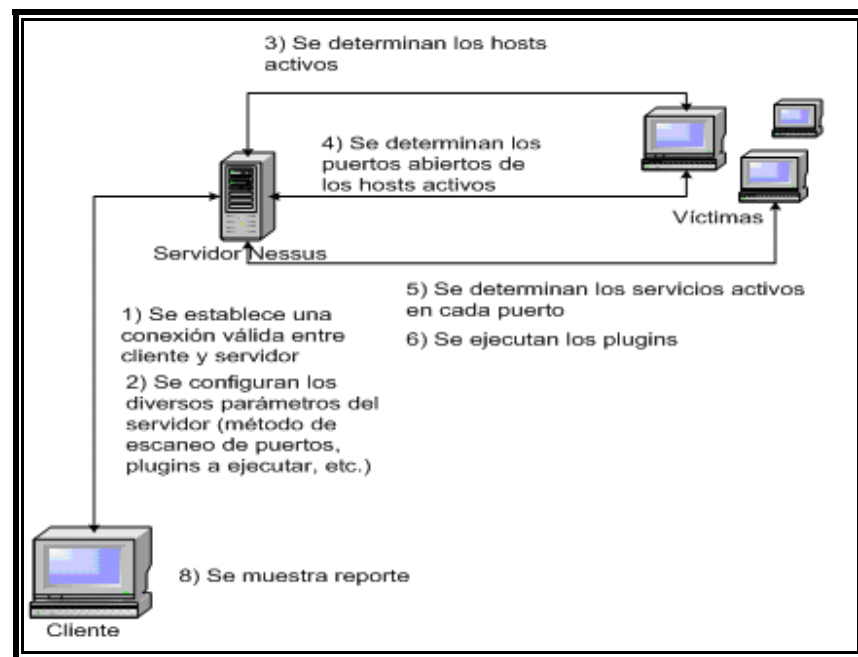 3) Se determinan los hosts
activos
4) Se determinan los
puertos abiertos de
los hosts activos
Víctimas
Servidor Nessus
5) Se determinan los servicios activos
en cada puerto
6) Se ejecutan los plugins
1) Se establece una
conexión válida entre
cliente y servidor
2) Se configuran los
diversos parámetros del
servidor (método de
escaneo de puertos,
plugins a ejecutar, etc.)
8) Se muestra reporte
Cliente